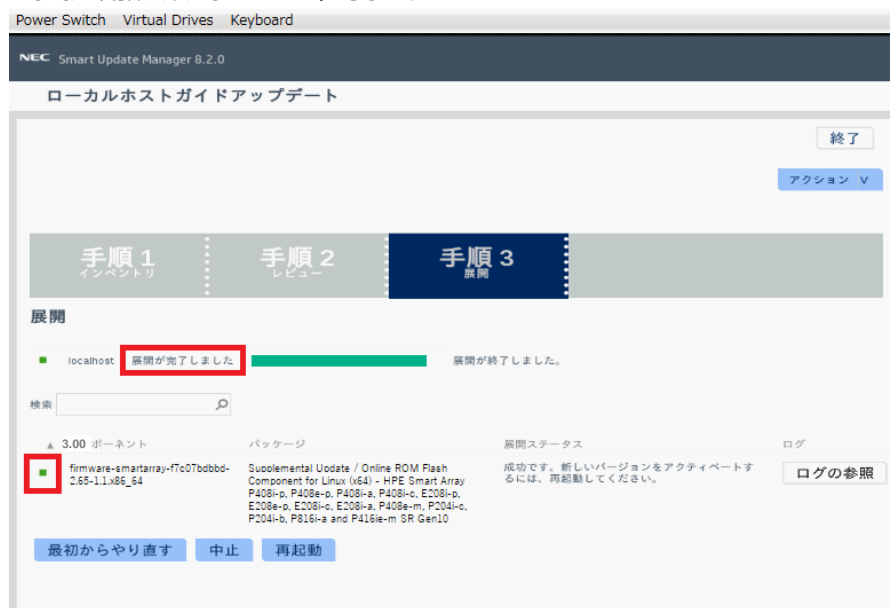 Power Switch Virtual Drives Keyboard
NEC Smart Update Manager 8.2.0
ローカルホストガイドアップデート
終了
アクション ∨
手順 1
インベントリ
手順 2
レビュー
手順 3
展開
展開
localhost 展開が完了しました 展開が終了しました。
検索
▲ 3.00 ポーネント パッケージ 展開ステータス ログ
firmware-smartarray-f7c07bdbbd-
2.65-1.1.x86_64
Supplemental Update / Online ROM Flash
Component for Linux (x64) - HPE Smart Array
P408i-p, P408e-p, P408i-a, P408i-c, E208i-p,
E208e-p, E208i-c, E208i-a, P408e-m, P204i-c,
P204i-b, P816i-a and P416ie-m SR Gen10
成功です。新しいバージョンをアクティベートす
るには、再起動してください。
ログの参照
最初からやり直す 中止 再起動